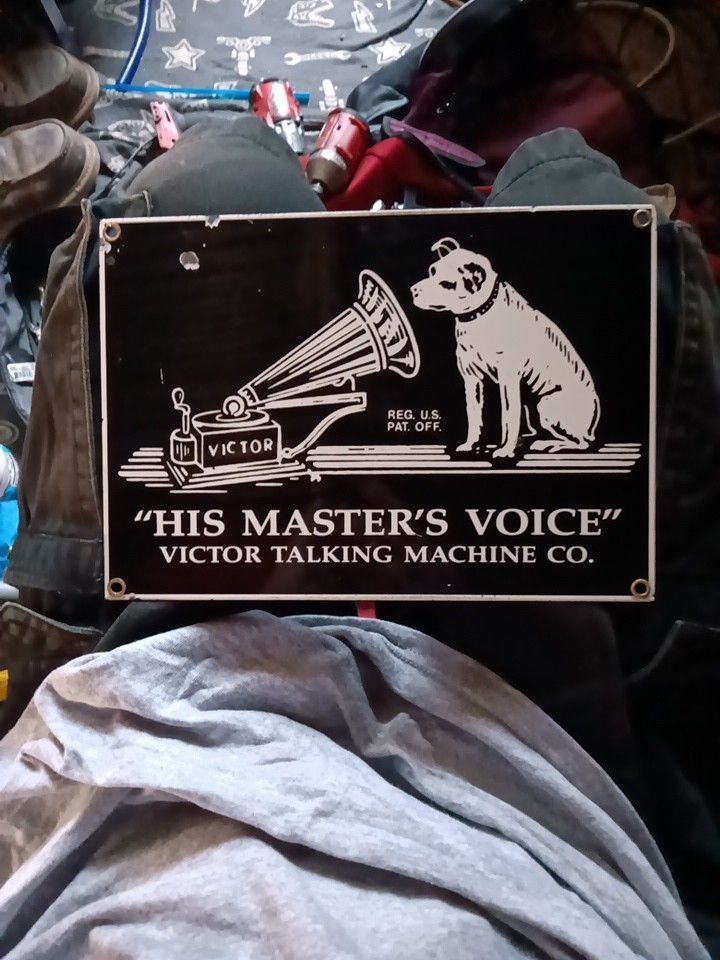 VICTOR
REG. U.S.
PAT. OFF.
“HIS MASTER’S VOICE”
VICTOR TALKING MACHINE CO.